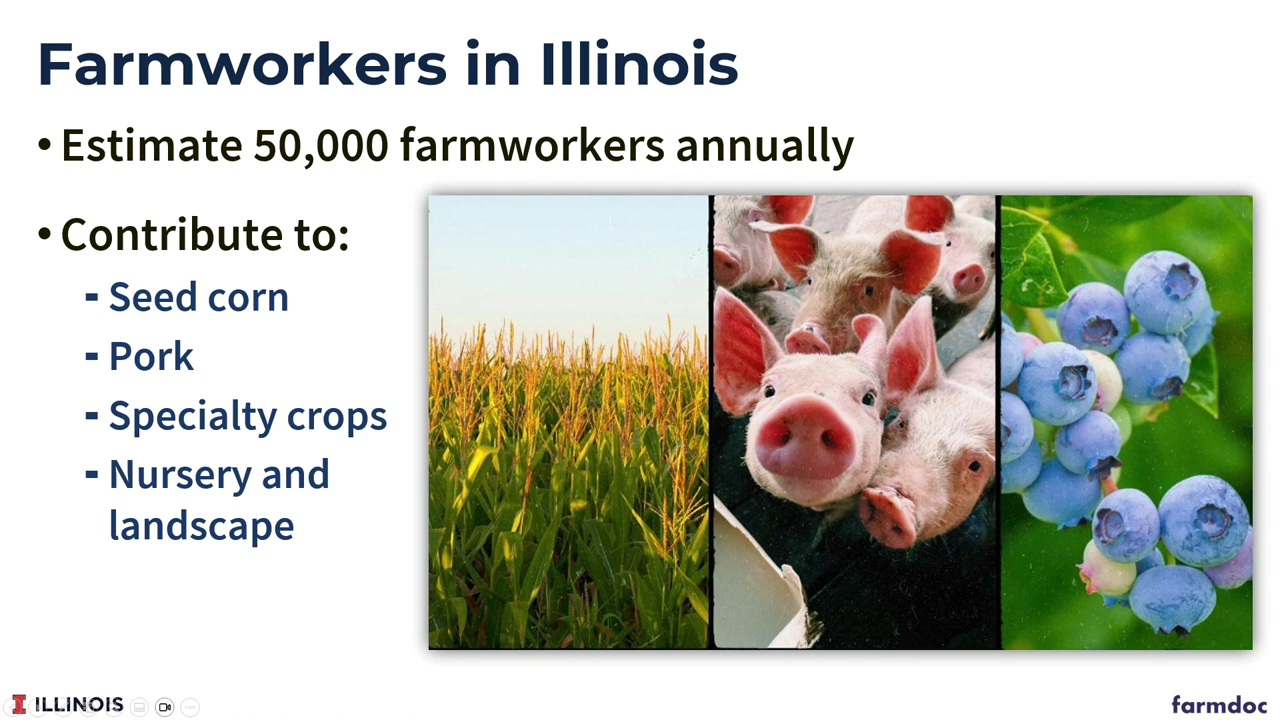 Farmworkers in Illinois
• Estimate 50,000 farmworkers annually
• Contribute to:
- Seed corn
- Pork
- Specialty crops
- Nursery and
landscape
I ILLINOIS
farmdoc